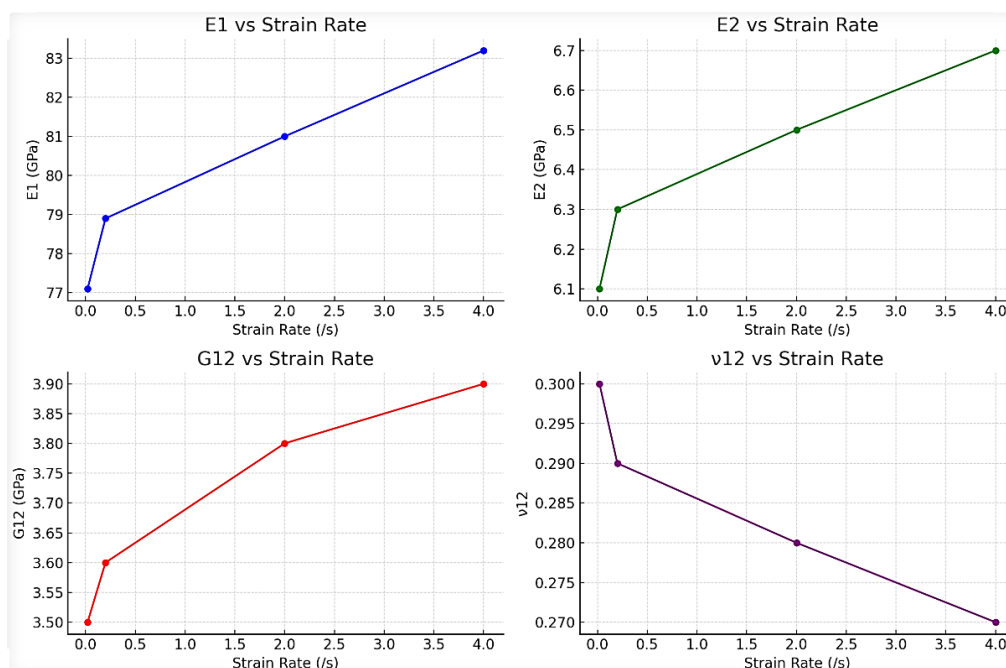 E1 vs Strain Rate
E1 (GPa)
83
82
81
80
79
78
77
0.0 0.5 1.0 1.5 2.0 2.5 3.0 3.5 4.0
Strain Rate (/s)
E2 vs Strain Rate
E2 (GPa)
6.7
6.6
6.5
6.4
6.3
6.2
6.1
0.0 0.5 1.0 1.5 2.0 2.5 3.0 3.5 4.0
Strain Rate (/s)
G12 vs Strain Rate
G12 (GPa)
3.90
3.85
3.80
3.75
3.70
3.65
3.60
3.55
3.50
0.0 0.5 1.0 1.5 2.0 2.5 3.0 3.5 4.0
Strain Rate (/s)
ν12 vs Strain Rate
ν12
0.300
0.295
0.290
0.285
0.280
0.275
0.270
0.0 0.5 1.0 1.5 2.0 2.5 3.0 3.5 4.0
Strain Rate (/s)